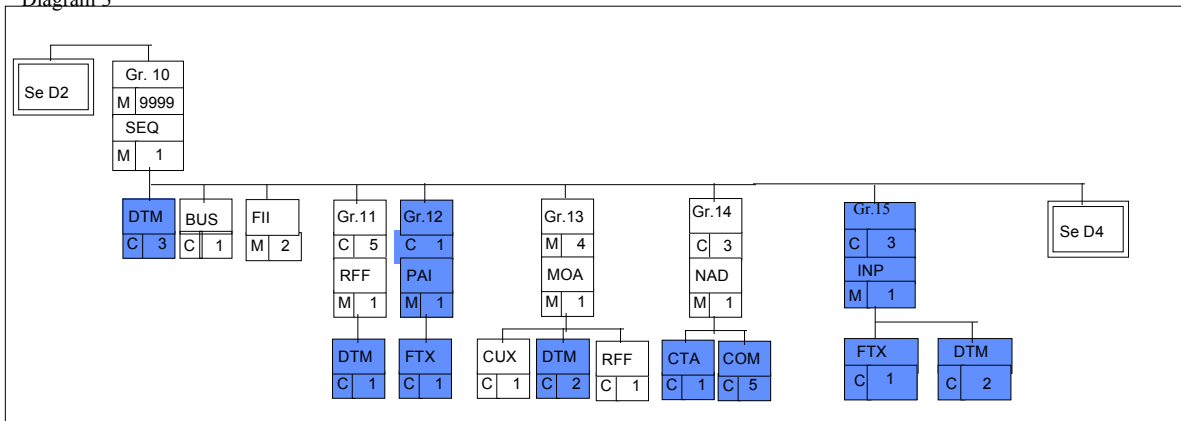 Diagram 3
Se D2
Gr. 10
M 9999
SEQ
M 1
DTM
C 3
BUS
C 1
FII
M 2
Gr.11
C 5
RFF
M 1
DTM
C 1
Gr.12
C 1
PAI
M 1
FTX
C 1
Gr.13
M 4
MOA
M 1
CUX
C 1
DTM
C 2
RFF
C 1
Gr.14
C 3
NAD
M 1
CTA
C 1
COM
C 5
Gr.15
C 3
INP
M 1
FTX
C 1
DTM
C 2
Se D4